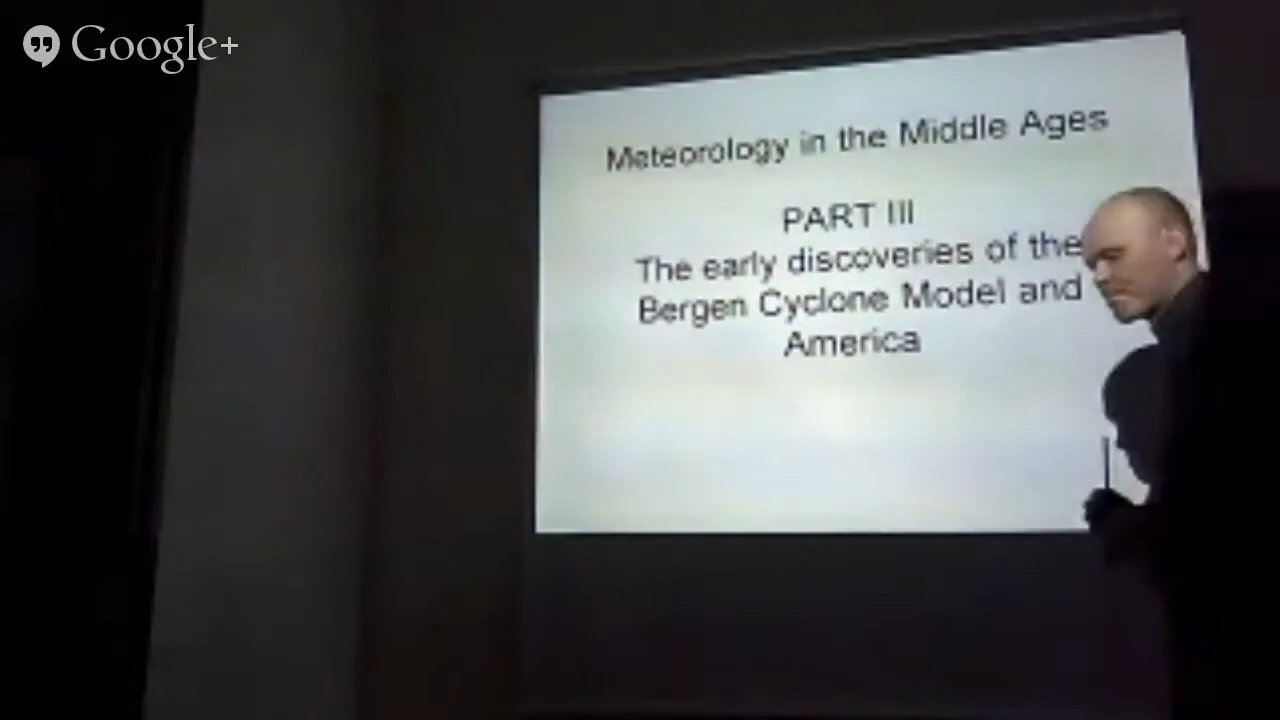 Google+
Meteorology in the Middle Ages
PART III
The early discoveries of the
Bergen Cyclone Model and
America